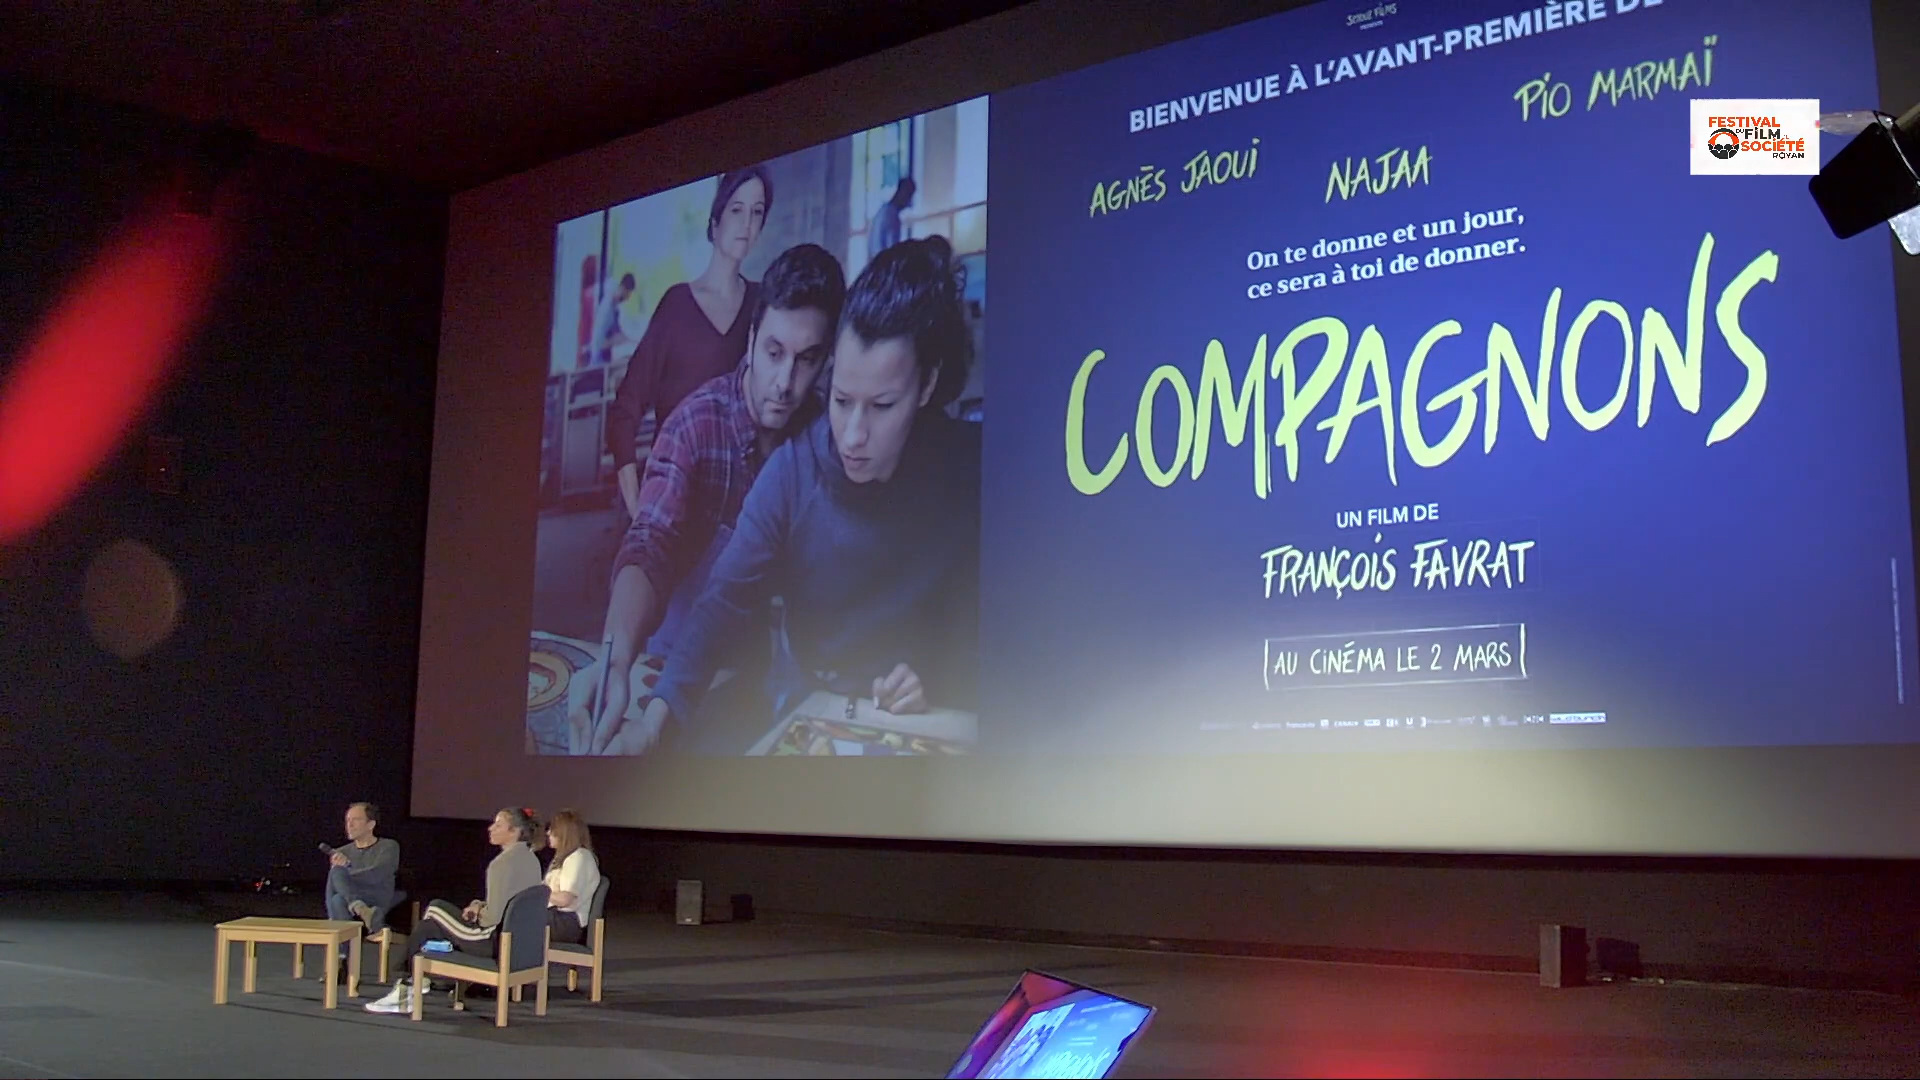 BIENVENUE À L'AVANT-PREMIÈRE DE
AGNÈS JAOUI
NAJAA
PIO MARMAÏ
On te donne et un jour,
ce sera à toi de donner.
COMPAGNONS
UN FILM DE
FRANÇOIS FAVRAT
AU CINÉMA LE 2 MARS
FESTIVAL
DU FILM
SOCIÉTÉ
ROYAN